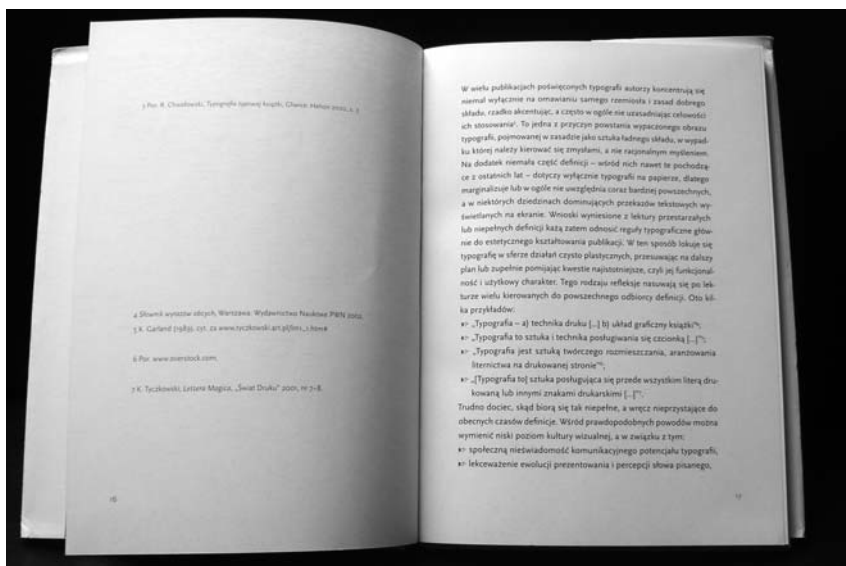 3 Por. R. Chwałowski, Typografia typowej książki, Gliwice: Helion 2002, s. 7.
4 Słownik wyrazów obcych, Warszawa: Wydawnictwo Naukowe PWN 2002.
5 K. Garland (1989), cyt. za www.tyczkowski.art.pl/
6 Por. www.overstock.com.
7 K. Tyczkowski, Lettera Magica, „Świat Druku” 2001, nr 7–8.
16
W wielu publikacjach poświęconych typografii autorzy koncentrują się
niemal wyłącznie na omawianiu samego rzemiosła i zasad dobrego
składu, rzadko akcentując, a często w ogóle nie uzasadniając celowości
ich stosowania³. To jedna z przyczyn powstania wypaczonego obrazu
typografii, pojmowanej w zasadzie jako sztuka ładnego składu, w wypad-
ku której należy kierować się zmysłami, a nie racjonalnym myśleniem.
Na dodatek niemała część definicji – wśród nich nawet te pochodzą-
ce z ostatnich lat – dotyczy wyłącznie typografii na papierze, dlatego
marginalizuje lub w ogóle nie uwzględnia coraz bardziej powszechnych,
a w niektórych dziedzinach dominujących przekazów tekstowych wy-
świetlanych na ekranie. Wnioski wyniesione z lektury przestarzałych
lub niepełnych definicji każą zatem odnosić reguły typograficzne głów-
nie do estetycznego kształtowania publikacji. W ten sposób lokuje się
typografię w sferze działań czysto plastycznych, przesuwając na dalszy
plan lub zupełnie pomijając kwestie najistotniejsze, czyli jej funkcjonal-
ność i użytkowy charakter. Tego rodzaju refleksje nasuwają się po lek-
turze wielu kierowanych do powszechnego odbiorcy definicji. Oto kil-
ka przykładów:
„Typografia – a) technika druku [...] b) układ graficzny książki”⁴;
„Typografia to sztuka i technika posługiwania się czcionką [...]”⁵;
„Typografia jest sztuką twórczego rozmieszczania, aranżowania
liternictwa na drukowanej stronie”⁶;
„[Typografia to] sztuka posługująca się przede wszystkim literą dru-
kowaną lub innymi znakami drukarskimi [...]”⁷.
Trudno dociec, skąd biorą się tak niepełne, a wręcz nieprzystające do
obecnych czasów definicje. Wśród prawdopodobnych powodów można
wymienić niski poziom kultury wizualnej, a w związku z tym:
społeczną nieświadomość komunikacyjnego potencjału typografii,
lekceważenie ewolucji prezentowania i percepcji słowa pisanego,
17